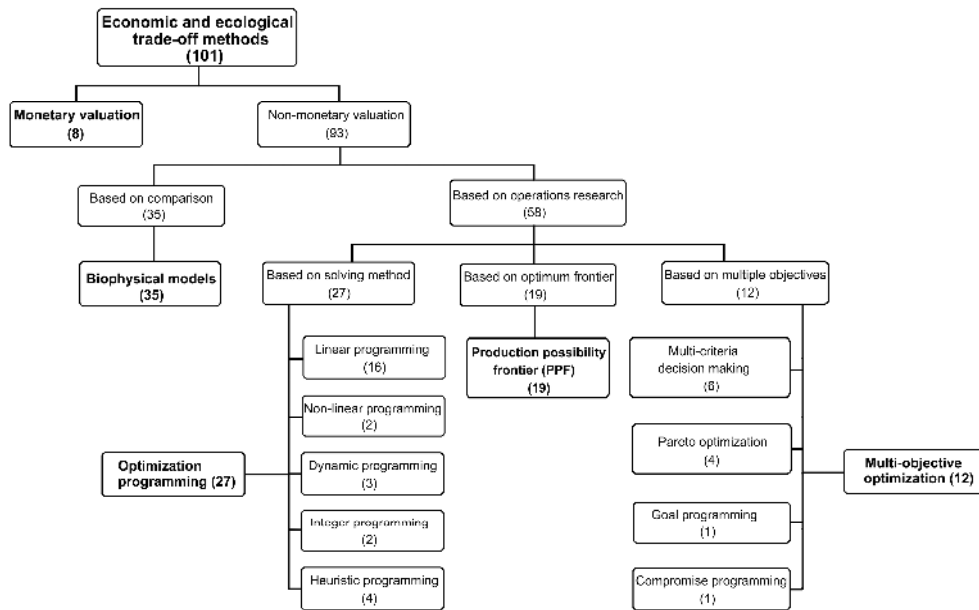 Economic and ecological
trade-off methods
(101)
Monetary valuation
(8)
Non-monetary valuation
(93)
Based on comparison
(35)
Based on operations research
(58)
Biophysical models
(35)
Based on solving method
(27)
Based on optimum frontier
(19)
Based on multiple objectives
(12)
Linear programming
(16)
Production possibility
frontier (PPF)
(19)
Multi-criteria
decision making
(6)
Non-linear programming
(2)
Optimization
programming (27)
Dynamic programming
(3)
Pareto optimization
(4)
Multi-objective
optimization (12)
Integer programming
(2)
Goal programming
(1)
Heuristic programming
(4)
Compromise programming
(1)